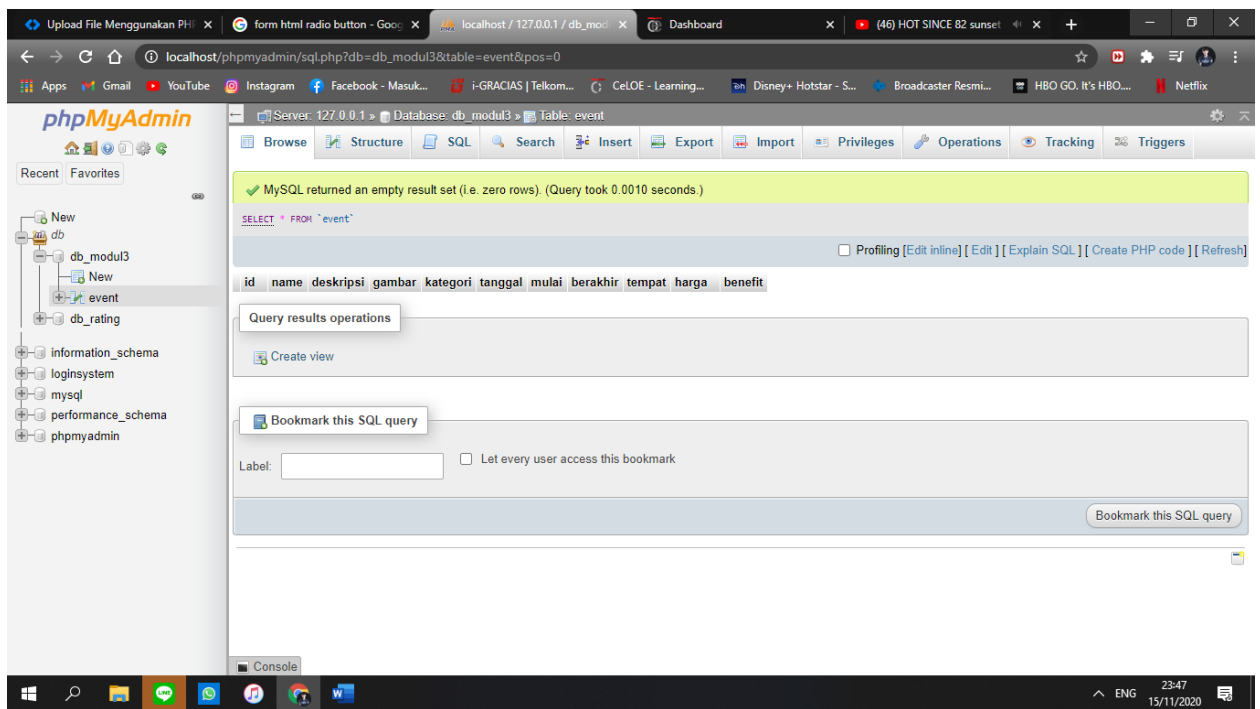 Upload File Menggunakan PHP
form html radio button - Goog
localhost / 127.0.0.1 / db_mod
Dashboard
(46) HOT SINCE 82 sunset
localhost/phpmyadmin/sql.php?db=db_modul3&table=event&pos=0
Apps Gmail YouTube Instagram Facebook - Masuk... i-GRACIAS | Telkom... CeLOE - Learning... Disney+ Hotstar - S... Broadcaster Resmi... HBO GO. It's HBO.... Netflix
phpMyAdmin
Recent Favorites
New
db
db_modul3
New
event
db_rating
information_schema
loginsystem
mysql
performance_schema
phpmyadmin
Server: 127.0.0.1 » Database: db_modul3 » Table: event
Browse Structure SQL Search Insert Export Import Privileges Operations Tracking Triggers
MySQL returned an empty result set (i.e. zero rows). (Query took 0.0010 seconds.)
SELECT * FROM `event`
Profiling [Edit inline] [ Edit ] [ Explain SQL ] [ Create PHP code ] [ Refresh]
id name deskripsi gambar kategori tanggal mulai berakhir tempat harga benefit
Query results operations
Create view
Bookmark this SQL query
Label: Let every user access this bookmark
Bookmark this SQL query
Console
ENG
23:47
15/11/2020